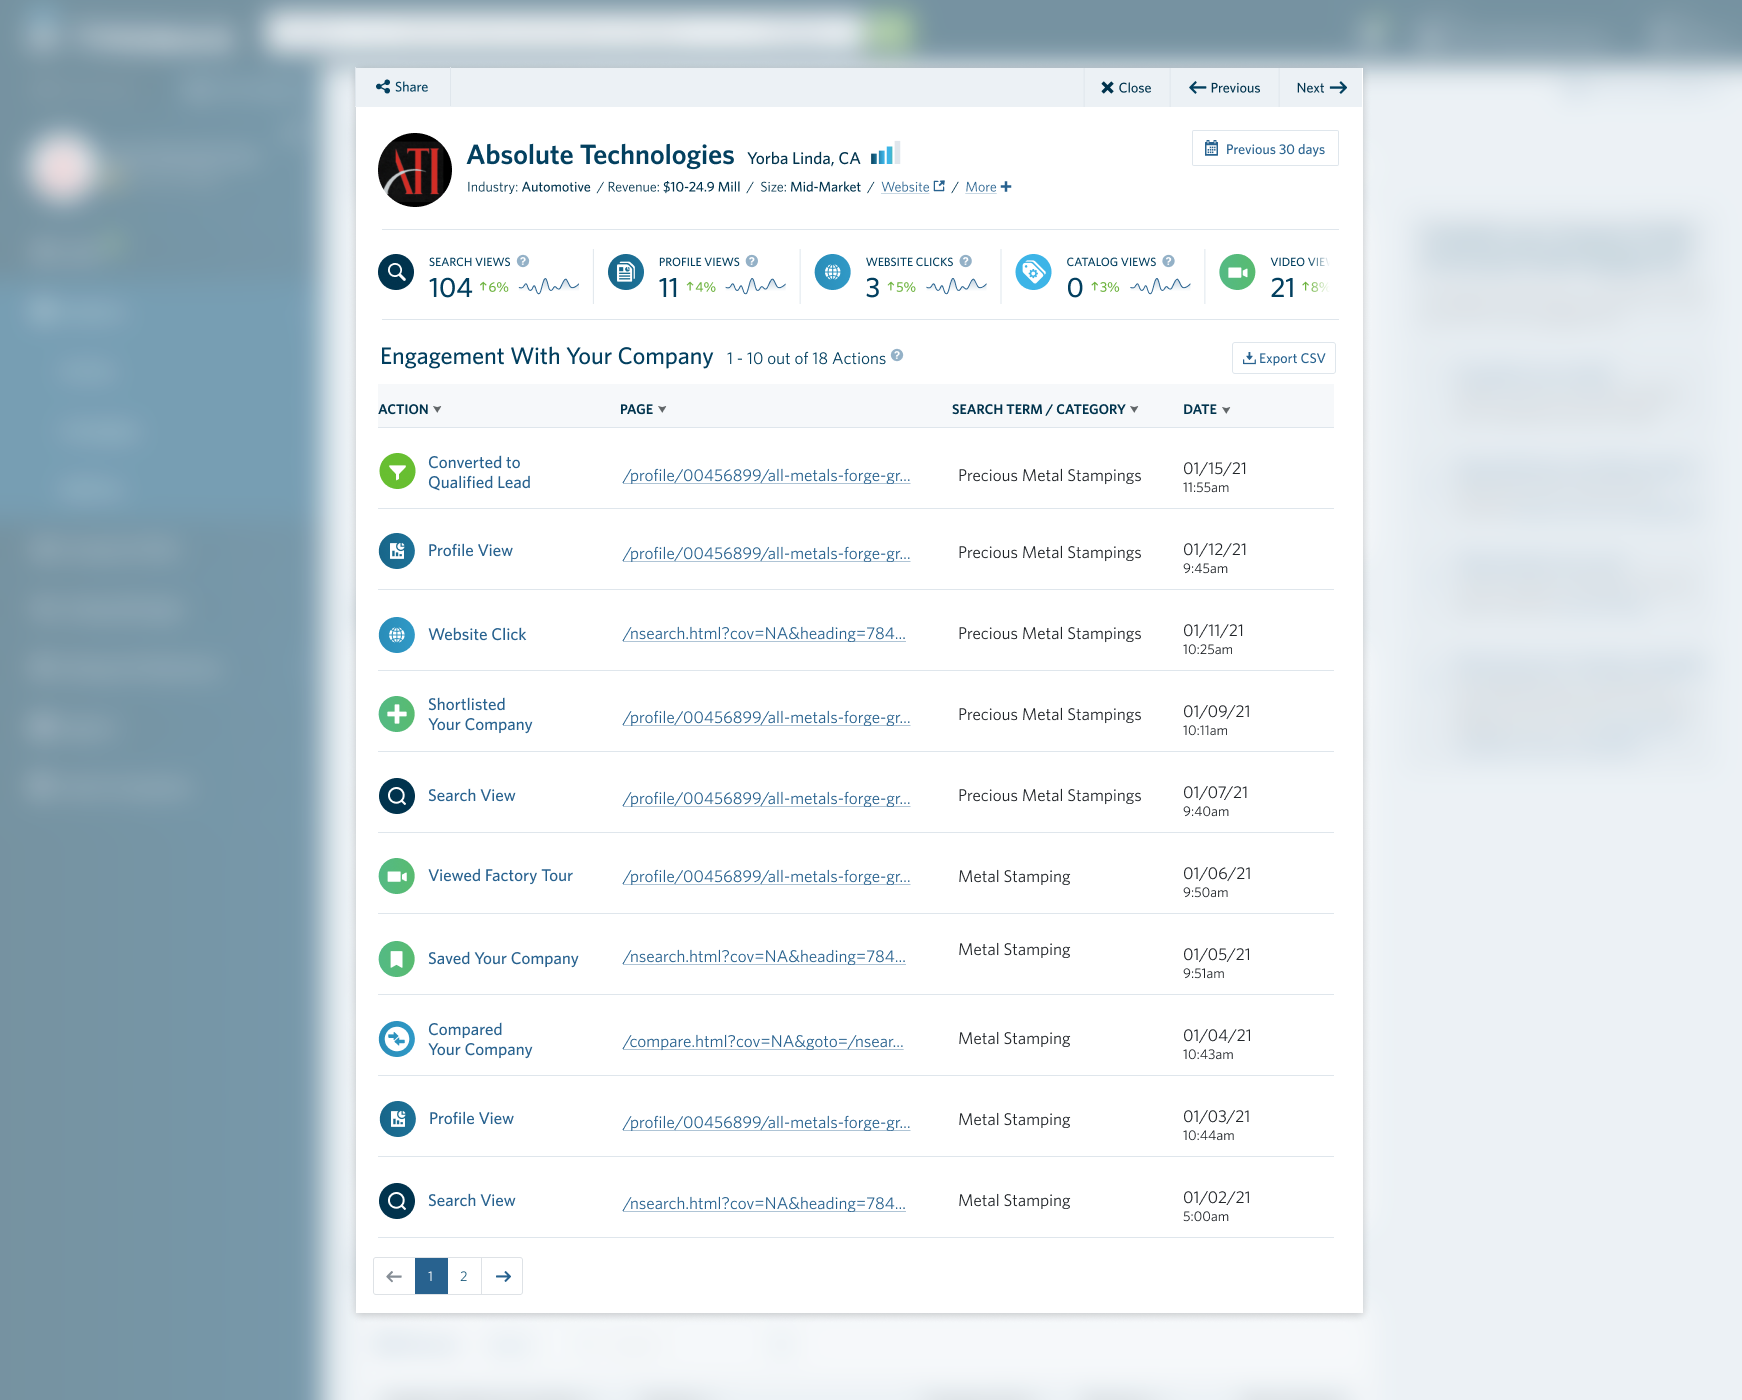 Share
Close
Previous
Next
ATI
Absolute Technologies Yorba Linda, CA
Previous 30 days
Industry: Automotive / Revenue: $10-24.9 Mill / Size: Mid-Market / Website / More
SEARCH VIEWS ?
104 ↑6%
PROFILE VIEWS ?
11 ↑4%
WEBSITE CLICKS ?
3 ↑5%
CATALOG VIEWS ?
0 ↑3%
VIDEO VIE
21 ↑8%
Engagement With Your Company 1 - 10 out of 18 Actions ?
Export CSV
ACTION PAGE SEARCH TERM / CATEGORY DATE
Converted to
Qualified Lead
/profile/00456899/all-metals-forge-gr...
Precious Metal Stampings
01/15/21
11:55am
Profile View
/profile/00456899/all-metals-forge-gr...
Precious Metal Stampings
01/12/21
9:45am
Website Click
/nsearch.html?cov=NA&heading=784...
Precious Metal Stampings
01/11/21
10:25am
Shortlisted
Your Company
/profile/00456899/all-metals-forge-gr...
Precious Metal Stampings
01/09/21
10:11am
Search View
/profile/00456899/all-metals-forge-gr...
Precious Metal Stampings
01/07/21
9:40am
Viewed Factory Tour
/profile/00456899/all-metals-forge-gr...
Metal Stamping
01/06/21
9:50am
Saved Your Company
/nsearch.html?cov=NA&heading=784...
Metal Stamping
01/05/21
9:51am
Compared
Your Company
/compare.html?cov=NA&goto=/nsear...
Metal Stamping
01/04/21
10:43am
Profile View
/profile/00456899/all-metals-forge-gr...
Metal Stamping
01/03/21
10:44am
Search View
/nsearch.html?cov=NA&heading=784...
Metal Stamping
01/02/21
5:00am
← 1 2 →